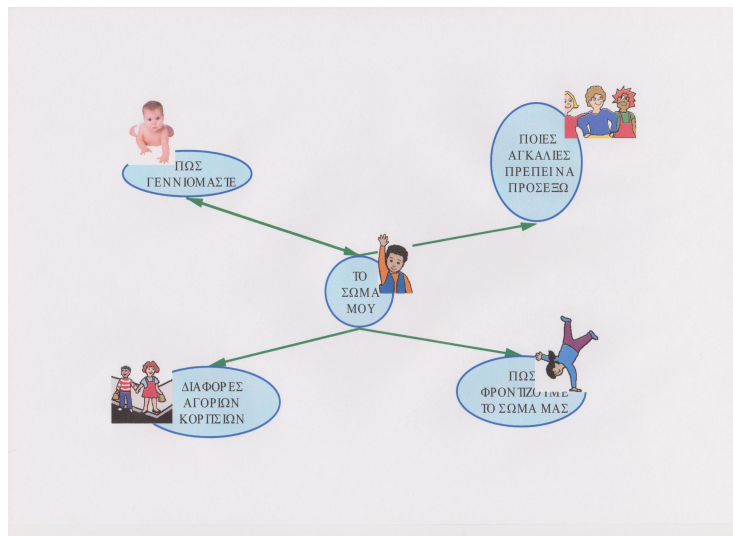 ΠΩΣ
ΓΕΝΝΙΟΜΑΣΤΕ
ΠΟΙΕΣ
ΑΓΚΑΛΙΕΣ
ΠΡΕΠΕΙ ΝΑ
ΠΡΟΣΕΞΩ
ΤΟ
ΣΩΜΑ
ΜΟΥ
ΔΙΑΦΟΡΕΣ
ΑΓΟΡΙΩΝ
ΚΟΡΙΤΣΙΩΝ
ΠΩΣ
ΦΡΟΝΤΙΖΟΥΜΕ
ΤΟ ΣΩΜΑ ΜΑΣ